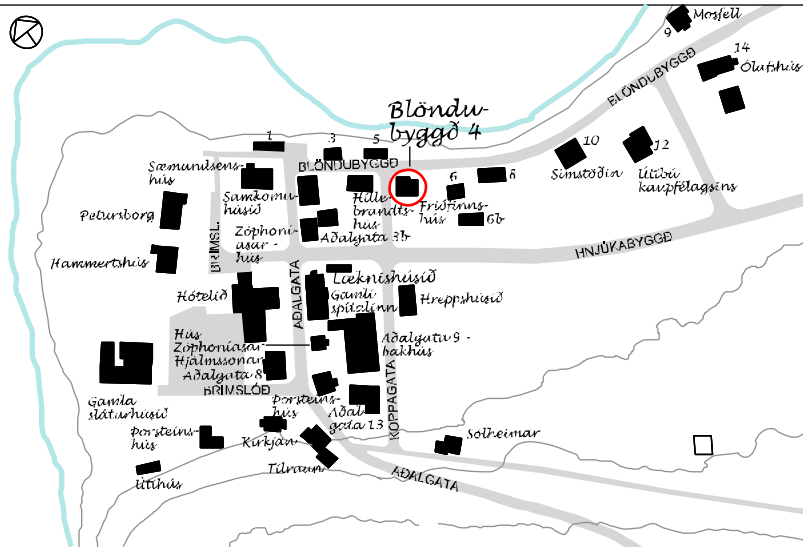 Mosfell
9
14
Ólafshús
BLÖNDUBYGGÐ
Blöndu-
byggð 4
1
3
5
10
12
Símstöðin
Útibú
kaupfélagsins
BLÖNDUBYGGÐ
6
8
Sæmundsens-
hús
Samkomu-
húsið
Hille-
brandts-
hús
Friðfinns-
hús
6b
Pétursborg
Zóphoní-
asar -
hús
Aðalgata 3b
BRIMSL.
HNJÚKABYGGÐ
Hammertshús
AÐALGATA
Læknishúsið
Hótelið
Gamli
spítalinn
Hreppshúsið
Hús
Zóphoníasar
Hjálmssonar
Aðalgata 8
Aðalgata 9 -
bakhús
BRIMSLÓÐ
KOPPAGATA
Gamla
sláturhúsið
Þorsteins-
hús
Aðal-
gata 13
Þorsteins-
hús
Kirkjan
Sólheimar
Tilraun
AÐALGATA
Útihús